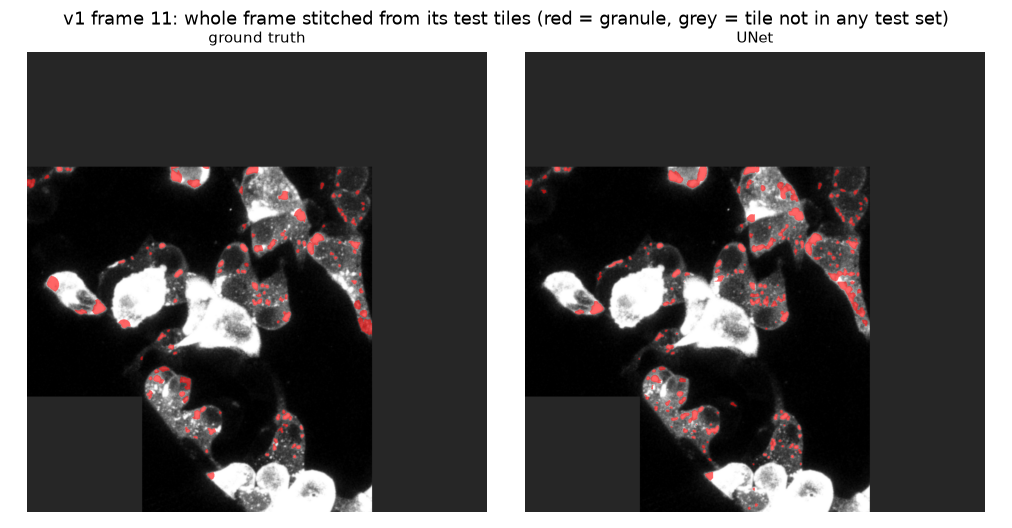 v1 frame 11: whole frame stitched from its test tiles (red = granule, grey = tile not in any test set)
ground truth
UNet